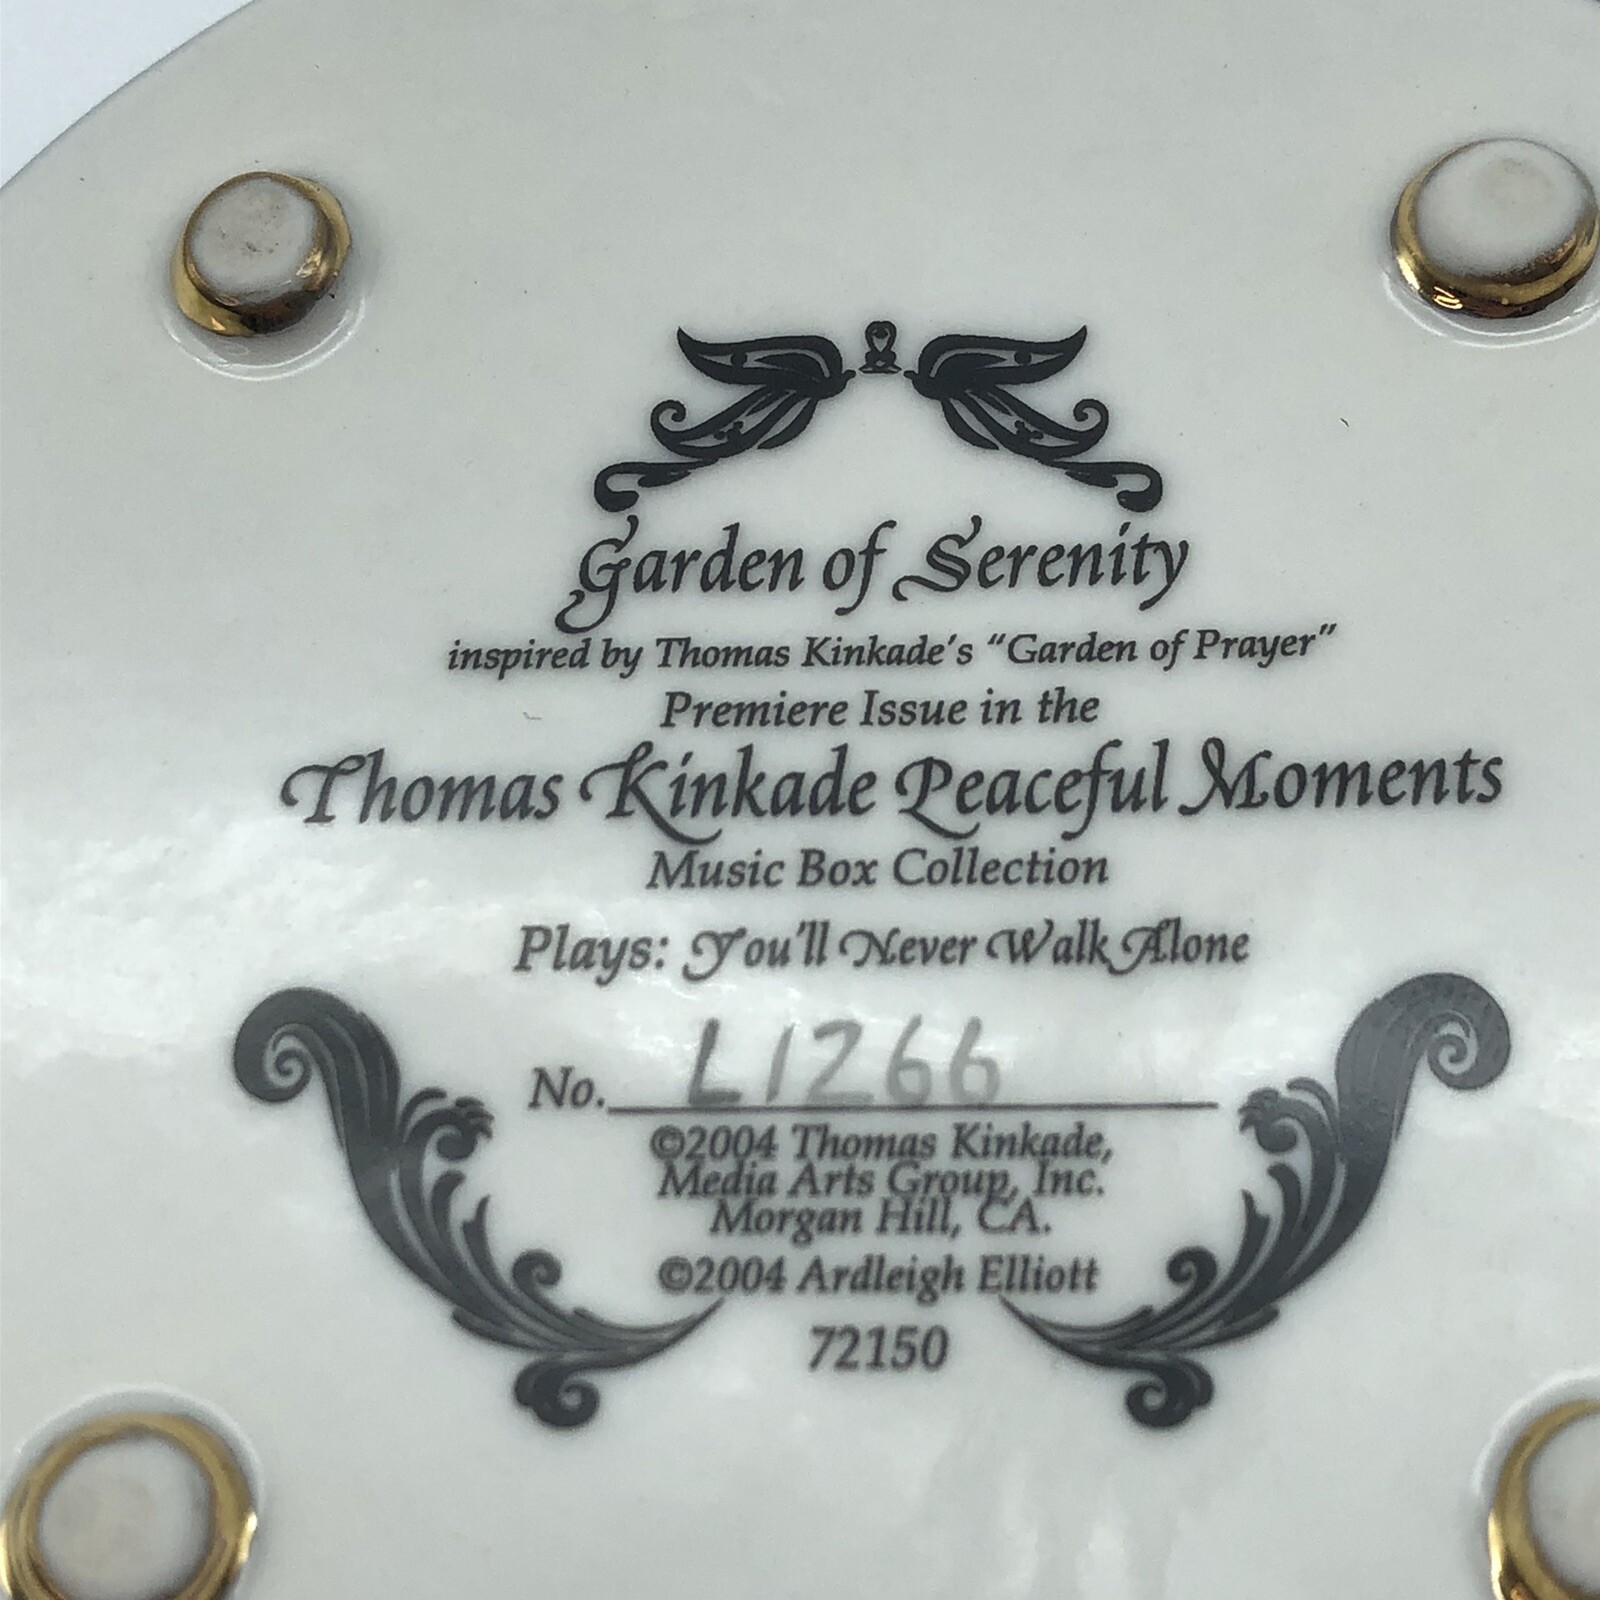 Garden of Serenity
inspired by Thomas Kinkade's "Garden of Prayer"
Premiere Issue in the
Thomas Kinkade Peaceful Moments
Music Box Collection
Plays: You'll Never Walk Alone
No. L1266
©2004 Thomas Kinkade,
Media Arts Group, Inc.
Morgan Hill, CA.
©2004 Ardleigh Elliott
72150